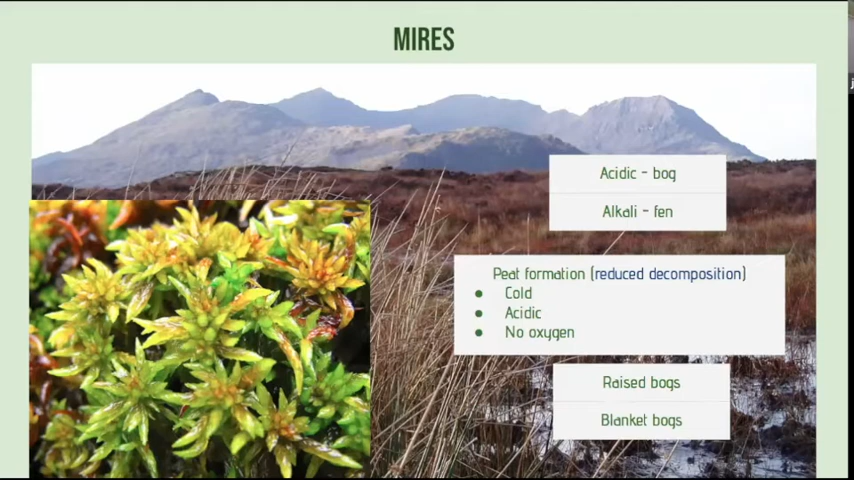 MIRES
Acidic - bog
Alkali - fen
Peat formation (reduced decomposition)
● Cold
● Acidic
● No oxygen
Raised bogs
Blanket bogs